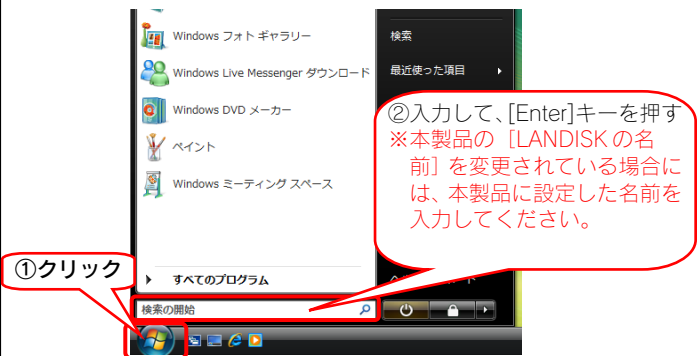 Windows フォト ギャラリー
Windows Live Messenger ダウンロード
Windows DVD メーカー
ペイント
Windows ミーティング スペース
すべてのプログラム
検索の開始
検索
最近使った項目
②入力して、[Enter]キーを押す
※本製品の［LANDISK の名
前］を変更されている場合に
は、本製品に設定した名前を
入力してください。
①クリック